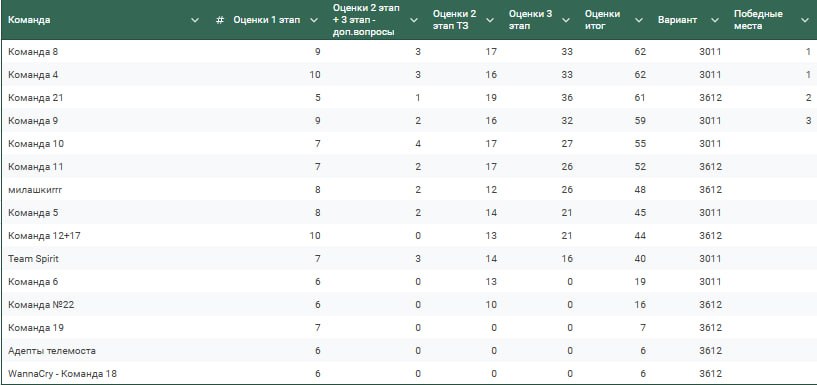 Команда # Оценки 1 этап Оценки 2 этап + 3 этап - доп.вопросы Оценки 2 этап ТЗ Оценки 3 этап Оценки итог Вариант Победные места
Команда 8 9 3 17 33 62 3011 1
Команда 4 10 3 16 33 62 3011 1
Команда 21 5 1 19 36 61 3612 2
Команда 9 9 2 16 32 59 3011 3
Команда 10 7 4 17 27 55 3011
Команда 11 7 2 17 26 52 3612
милашкиrrr 8 2 12 26 48 3612
Команда 5 8 2 14 21 45 3011
Команда 12+17 10 0 13 21 44 3612
Team Spirit 7 3 14 16 40 3011
Команда 6 6 0 13 0 19 3011
Команда №22 6 0 10 0 16 3612
Команда 19 7 0 0 0 7 3612
Адепты телемоста 6 0 0 0 6 3612
WannaCry - Команда 18 6 0 0 0 6 3612